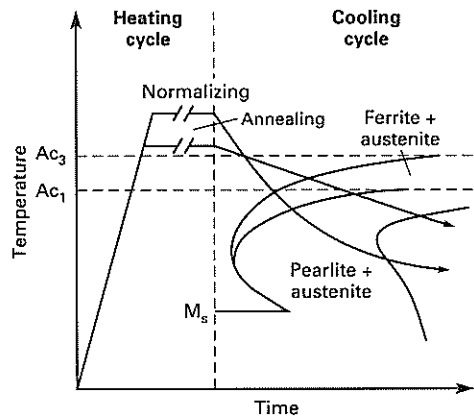 Heating
cycle
Cooling
cycle
Normalizing
Annealing
Ferrite +
austenite
Ac3
Ac1
Temperature
Pearlite +
austenite
Ms
Time